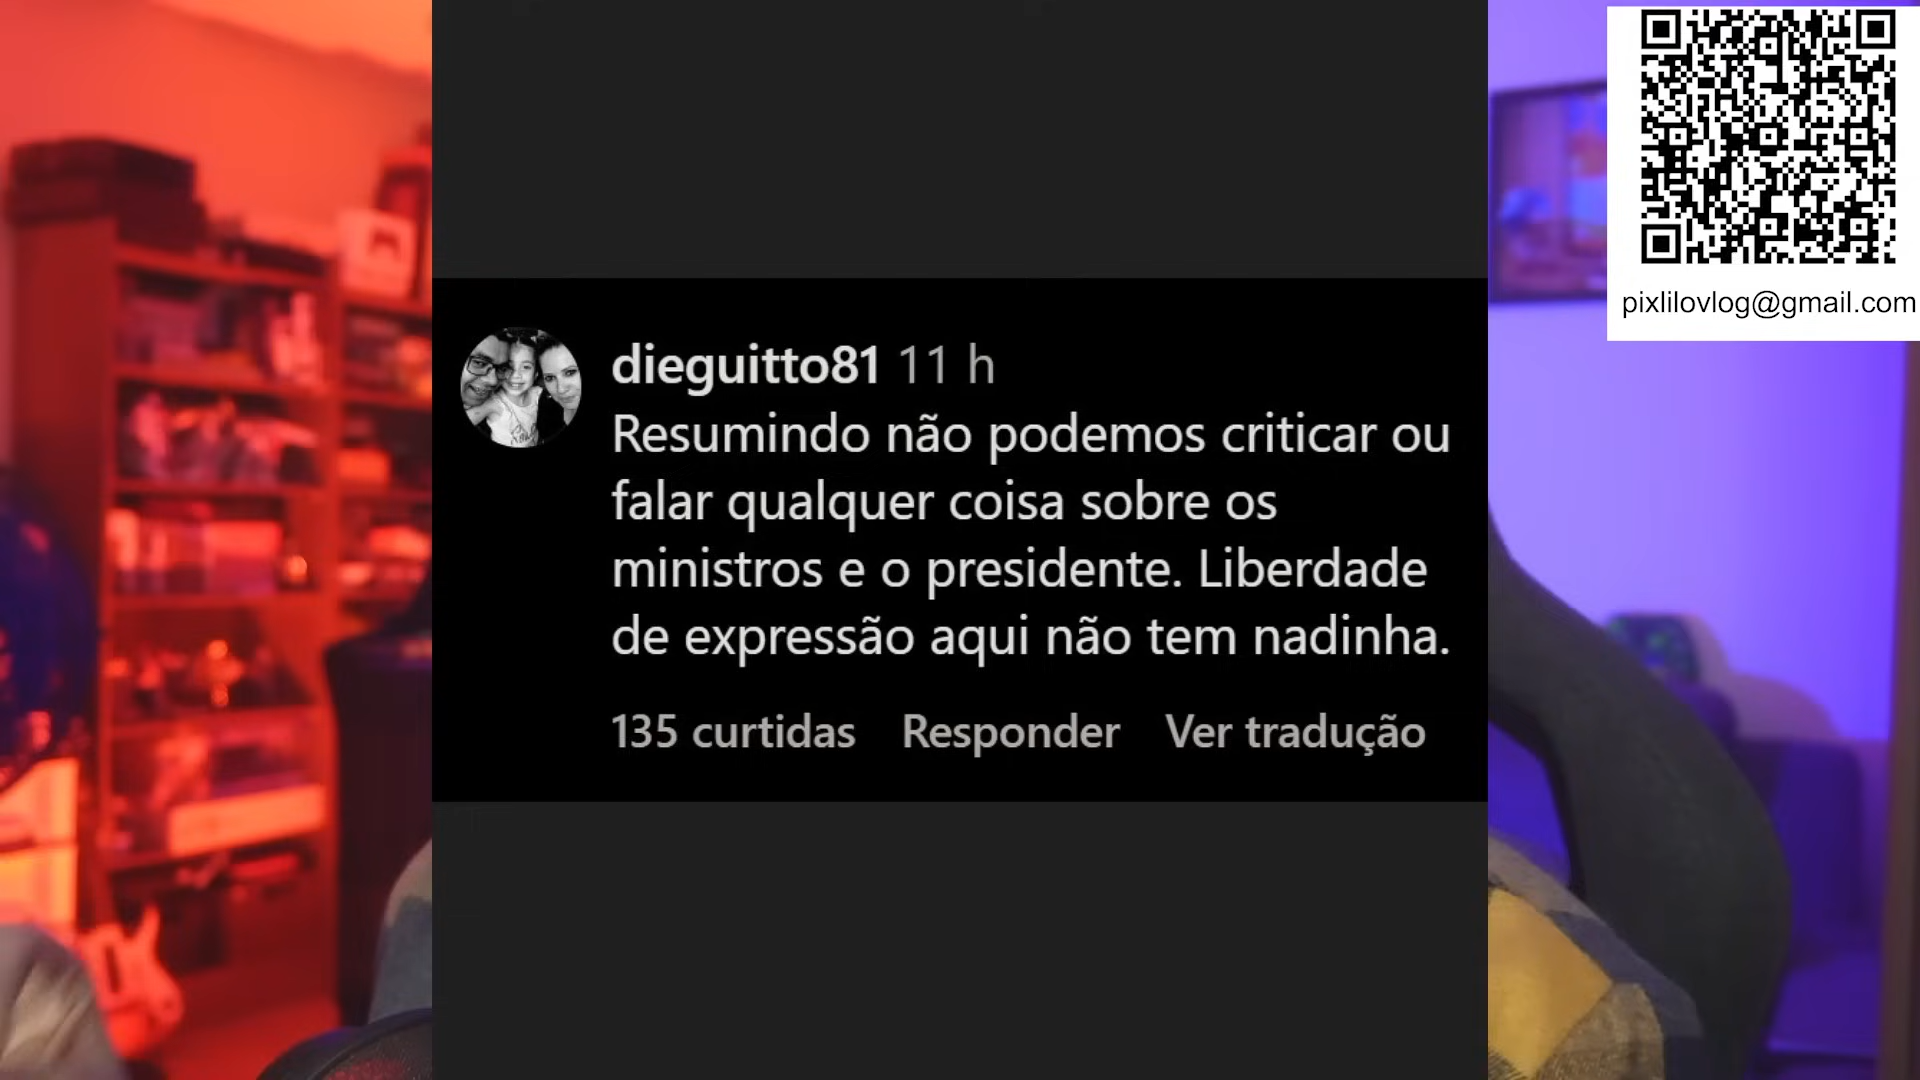 pixlilovlog@gmail.com
dieguitto81 11 h
Resumindo não podemos criticar ou
falar qualquer coisa sobre os
ministros e o presidente. Liberdade
de expressão aqui não tem nadinha.
135 curtidas Responder Ver tradução